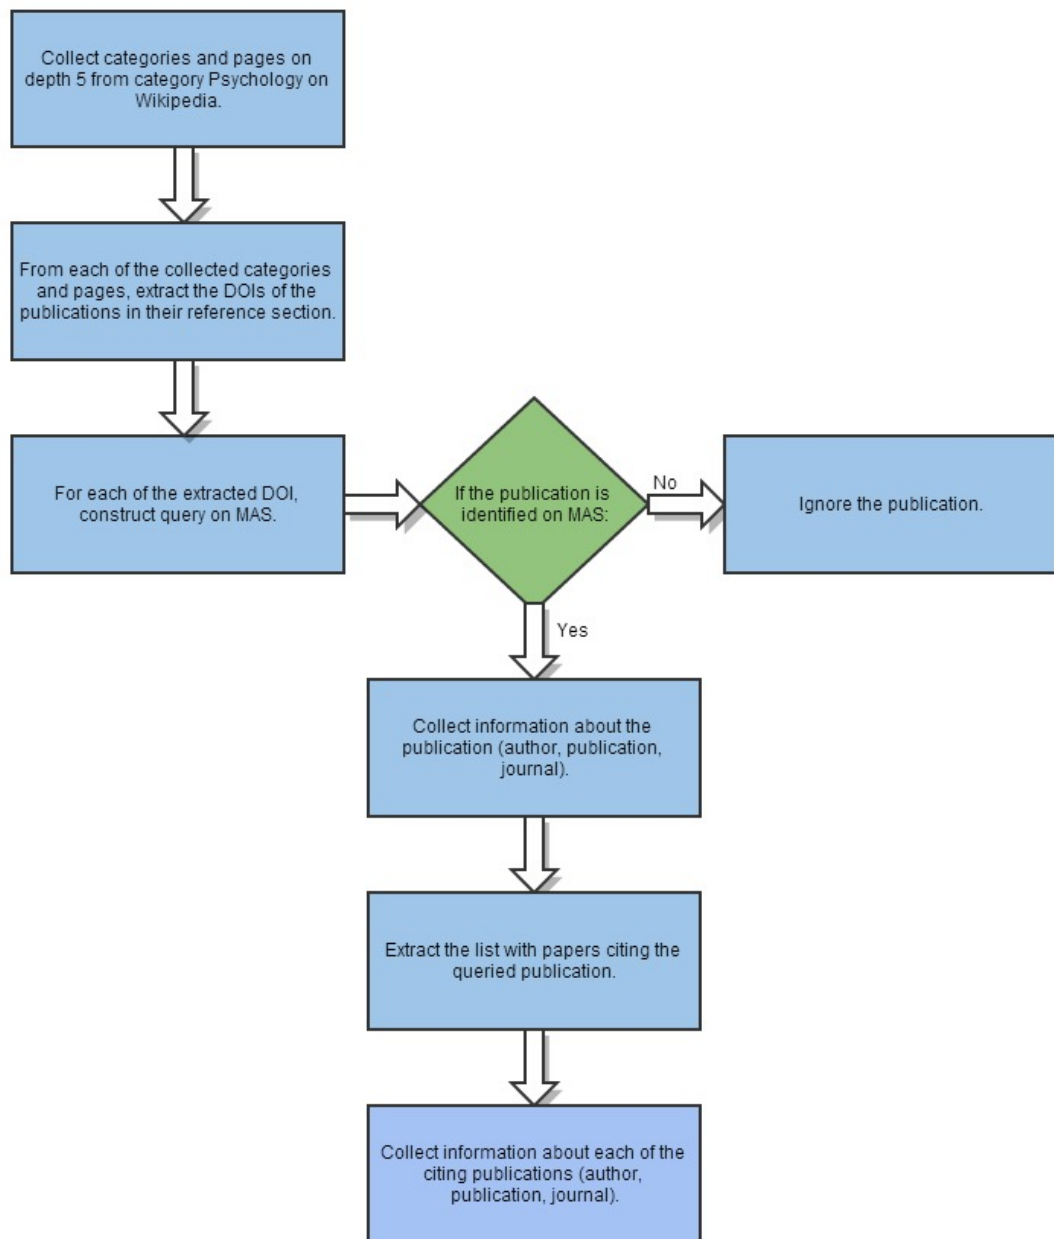 Collect categories and pages on
depth 5 from category Psychology on
Wikipedia.
From each of the collected categories
and pages, extract the DOIs of the
publications in their reference section.
For each of the extracted DOI,
construct query on MAS.
If the publication is
identified on MAS:
No
Ignore the publication.
Yes
Collect information about the
publication (author, publication,
journal).
Extract the list with papers citing the
queried publication.
Collect information about each of the
citing publications (author,
publication, journal).